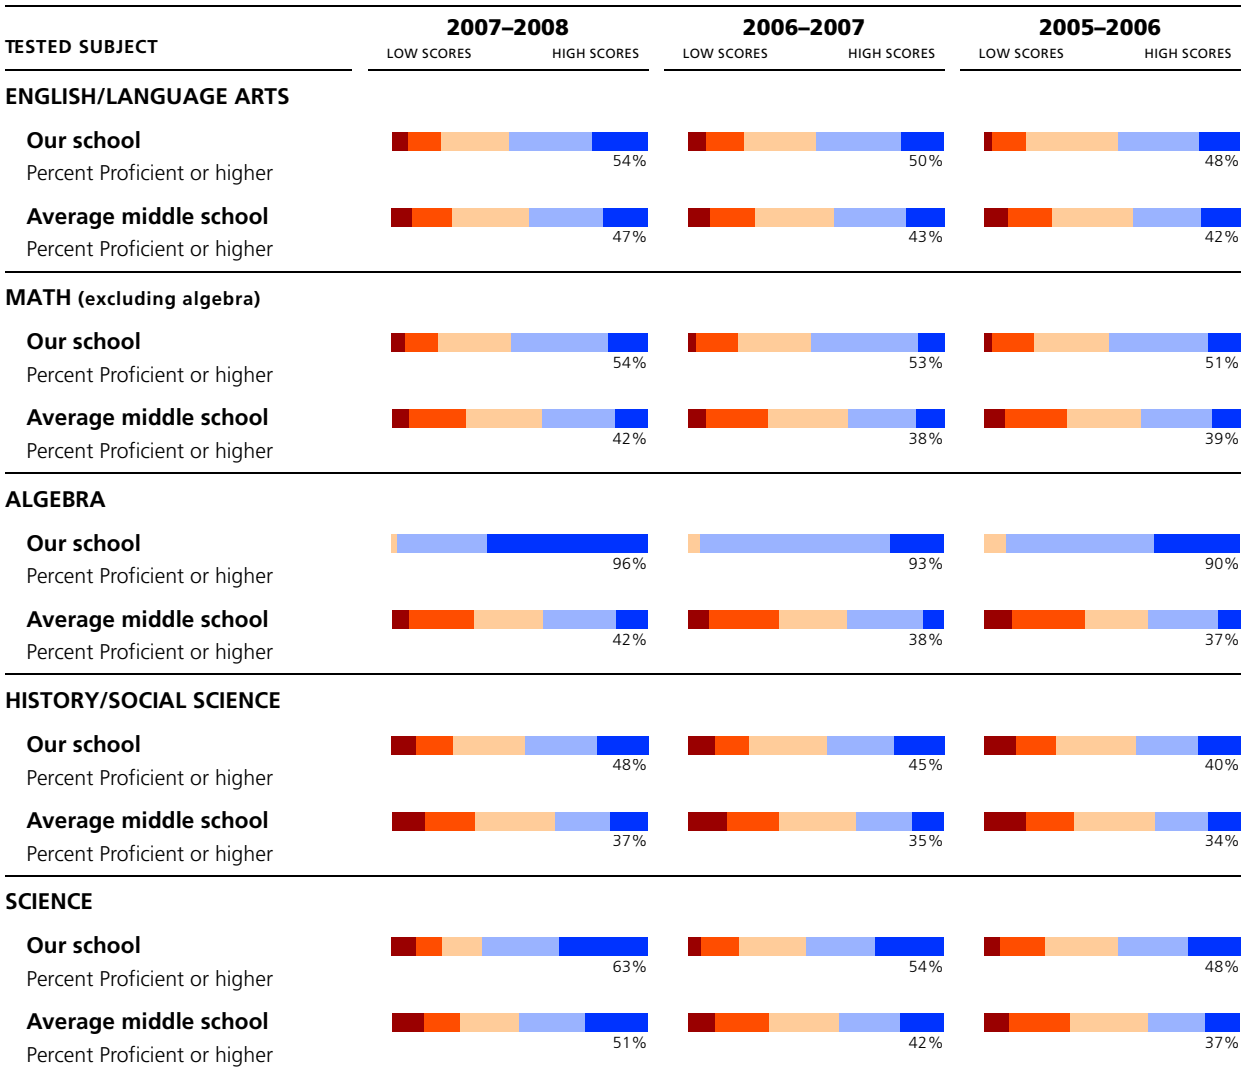 2007–2008 2006–2007 2005–2006
TESTED SUBJECT LOW SCORES HIGH SCORES LOW SCORES HIGH SCORES LOW SCORES HIGH SCORES
ENGLISH/LANGUAGE ARTS
Our school
54% 50% 48%
Percent Proficient or higher
Average middle school
47% 43% 42%
Percent Proficient or higher
MATH (excluding algebra)
Our school
54% 53% 51%
Percent Proficient or higher
Average middle school
42% 38% 39%
Percent Proficient or higher
ALGEBRA
Our school
96% 93% 90%
Percent Proficient or higher
Average middle school
42% 38% 37%
Percent Proficient or higher
HISTORY/SOCIAL SCIENCE
Our school
48% 45% 40%
Percent Proficient or higher
Average middle school
37% 35% 34%
Percent Proficient or higher
SCIENCE
Our school
63% 54% 48%
Percent Proficient or higher
Average middle school
51% 42% 37%
Percent Proficient or higher